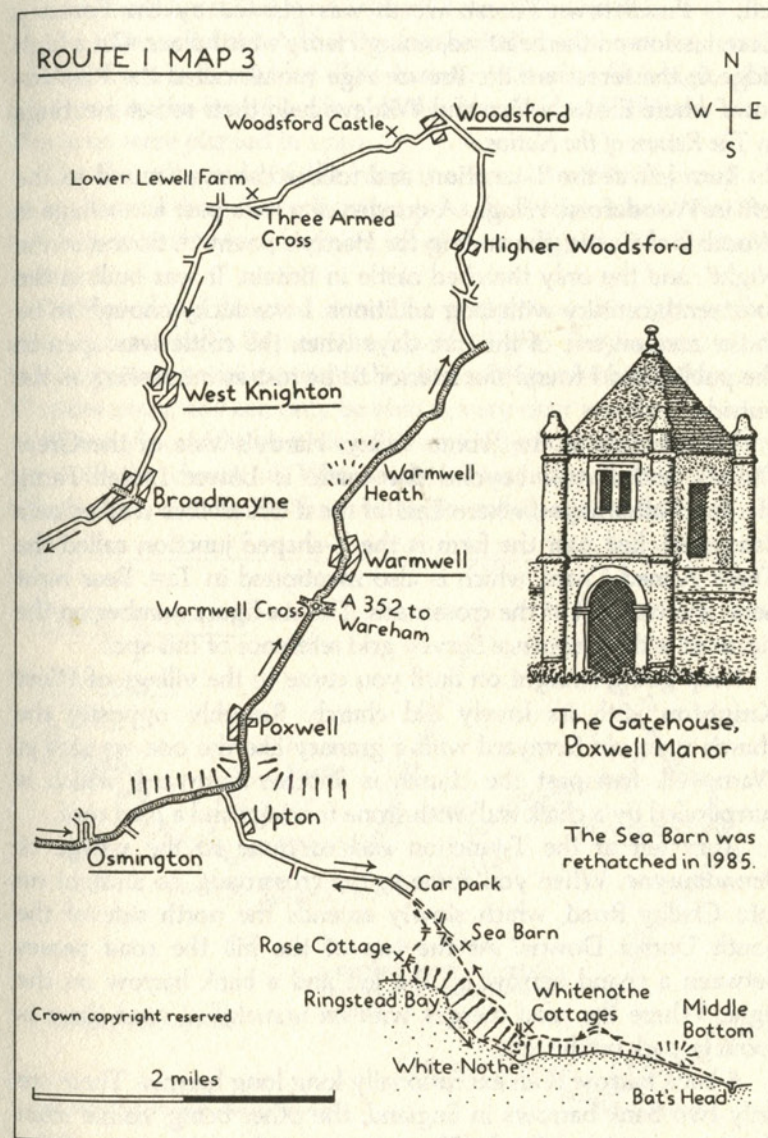 ROUTE 1 MAP 3
N
W E
S
Woodsford Castle
Woodsford
Lower Lewell Farm
Three Armed
Cross
Higher Woodsford
West Knighton
Warmwell
Heath
Broadmayne
Warmwell
Warmwell Cross
A 352 to
Wareham
Poxwell
The Gatehouse,
Poxwell Manor
Upton
Osmington
The Sea Barn was
rethatched in 1985.
Car park
Sea Barn
Rose Cottage
Ringstead Bay
Whitenothe
Cottages
Middle
Bottom
Crown copyright reserved
White Nothe
2 miles
Bat's Head